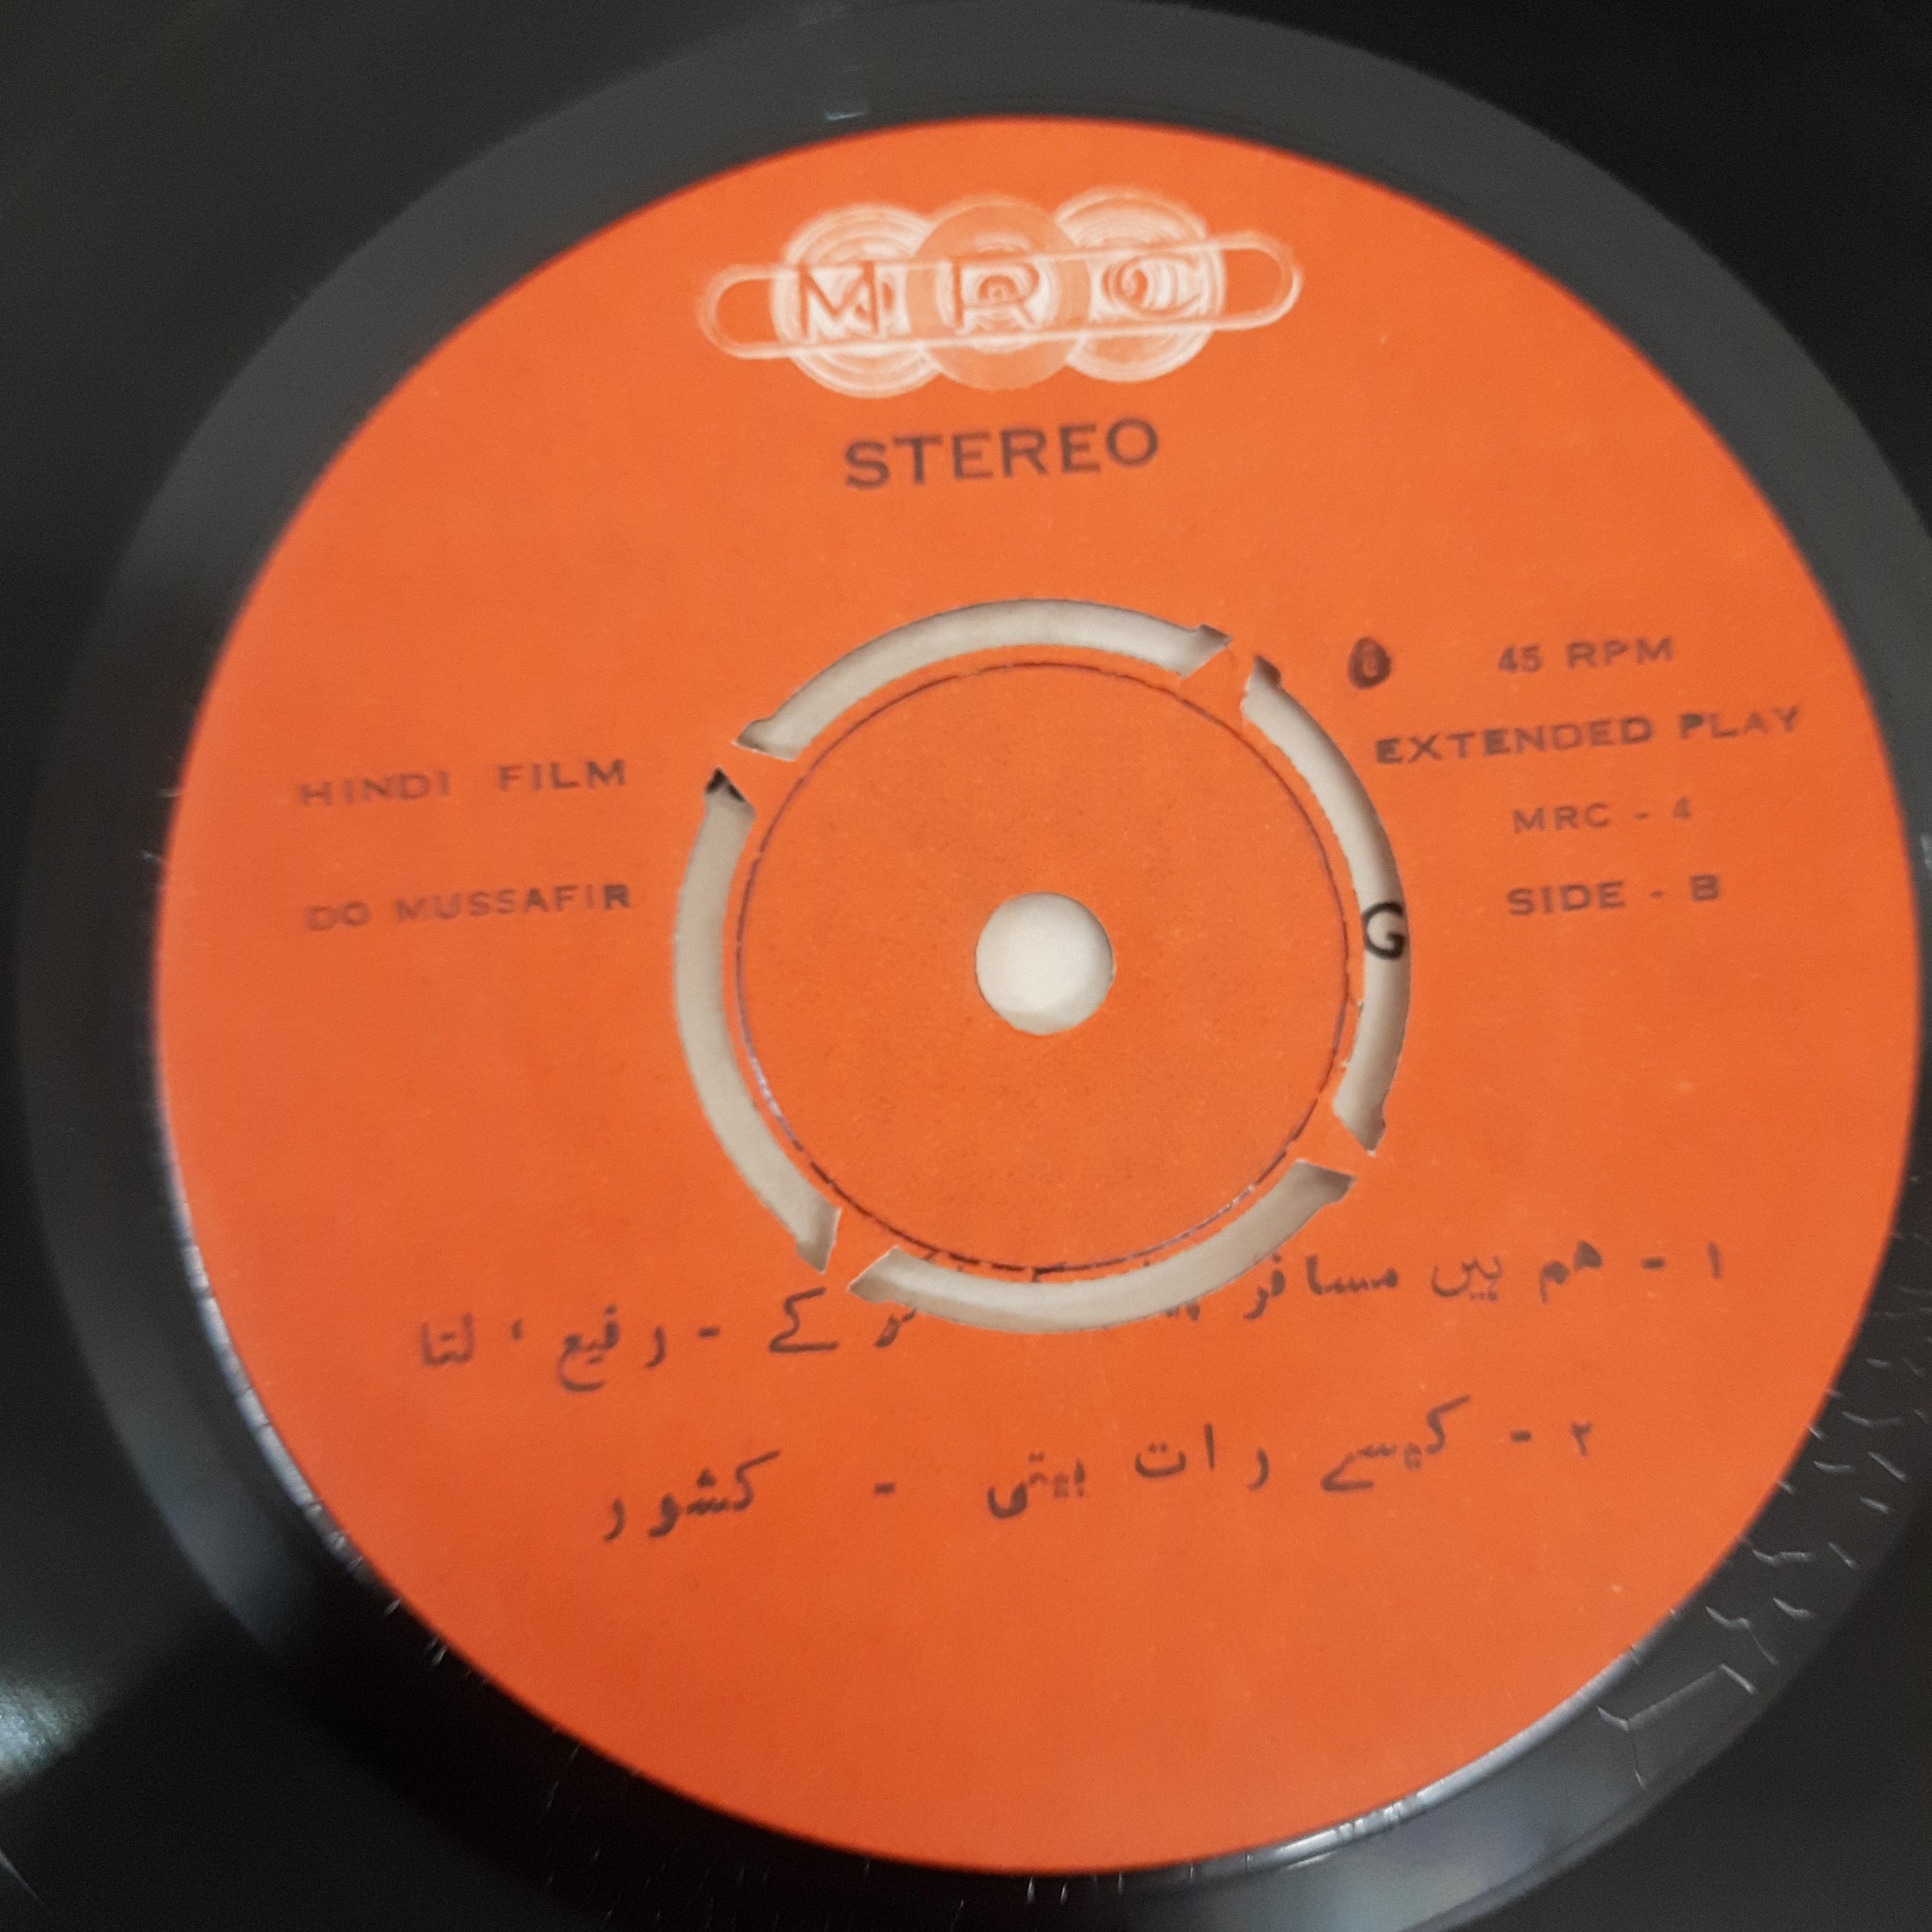 MRC
STEREO
45 RPM
EXTENDED PLAY
HINDI FILM
MRC - 4
DO MUSSAFIR
SIDE - B
G
۱ - ھم ہیں مسافر کے - رفیع ، لتا
۲ - کیسے رات بیتی - کشور